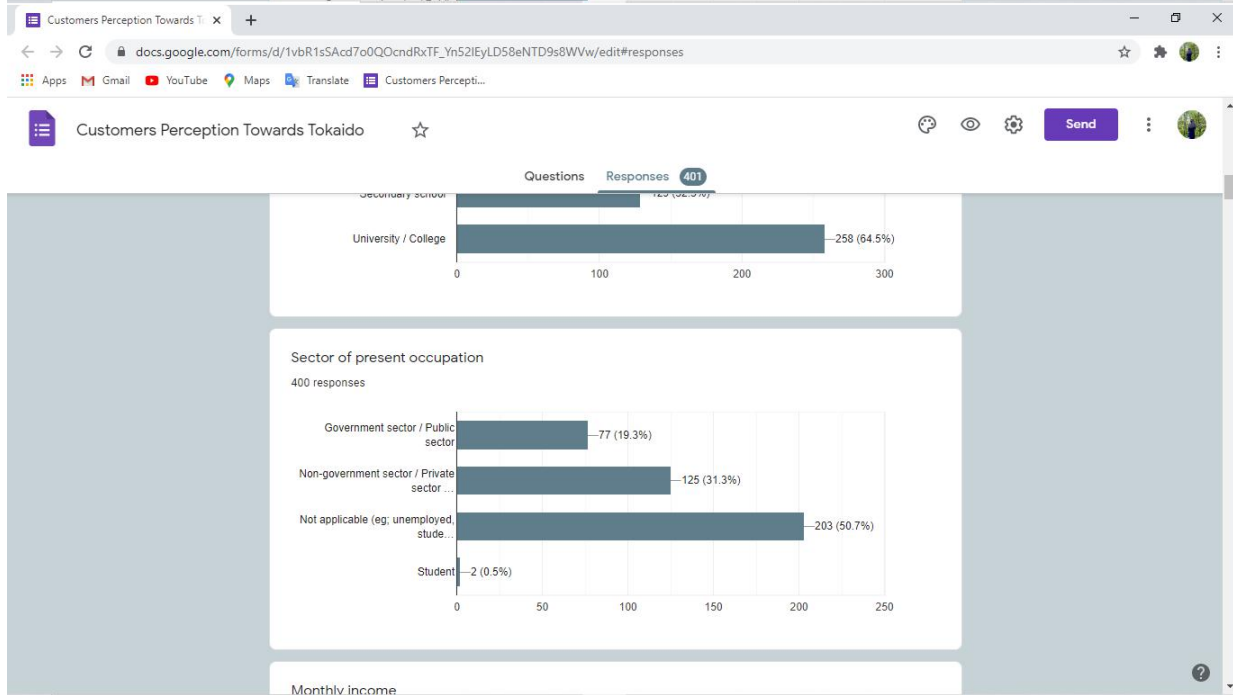 Customers Perception Towards T
docs.google.com/forms/d/1vbR1sSAcd7o0QOcndRxTF_Yn52IEyLD58eNTD9s8WVw/edit#responses
Apps Gmail YouTube Maps Translate Customers Percepti...
Customers Perception Towards Tokaido Send
Questions Responses 401
Secondary school
University / College 258 (64.5%)
0 100 200 300
Sector of present occupation
400 responses
Government sector / Public
sector
77 (19.3%)
Non-government sector / Private
sector ...
125 (31.3%)
Not applicable (eg; unemployed,
stude...
203 (50.7%)
Student 2 (0.5%)
0 50 100 150 200 250
Monthly income